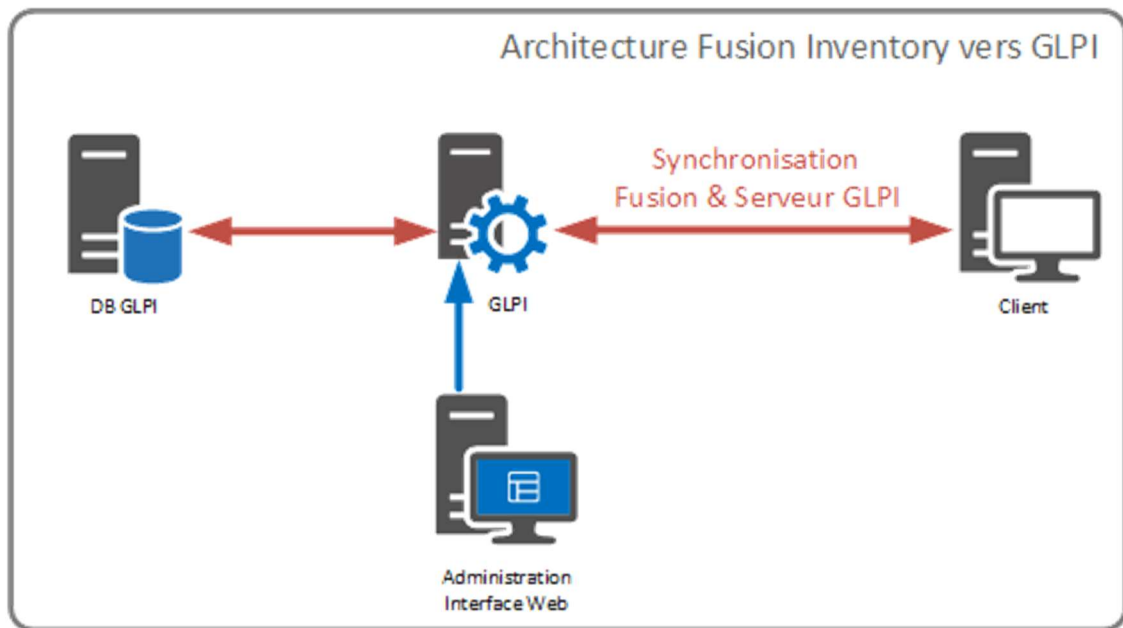 Architecture Fusion Inventory vers GLPI
Synchronisation
Fusion & Serveur GLPI
DB GLPI
GLPI
Client
Administration
Interface Web